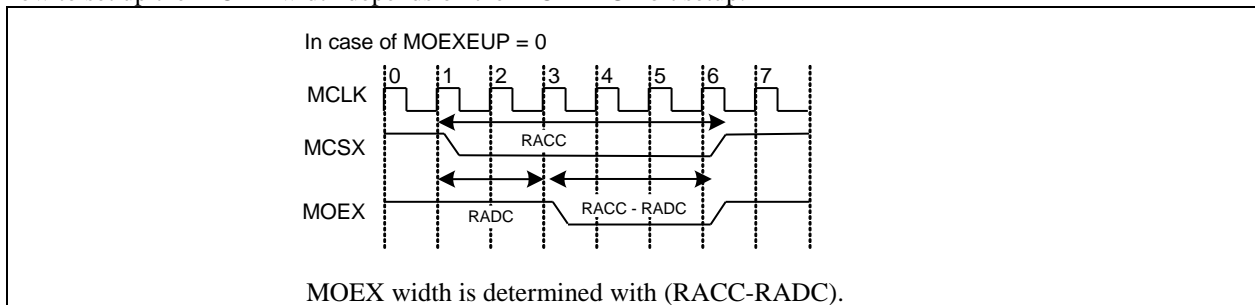 In case of MOEXEUP = 0
0 1 2 3 4 5 6 7
MCLK
RACC
MCSX
MOEX
RADC
RACC - RADC
MOEX width is determined with (RACC-RADC).